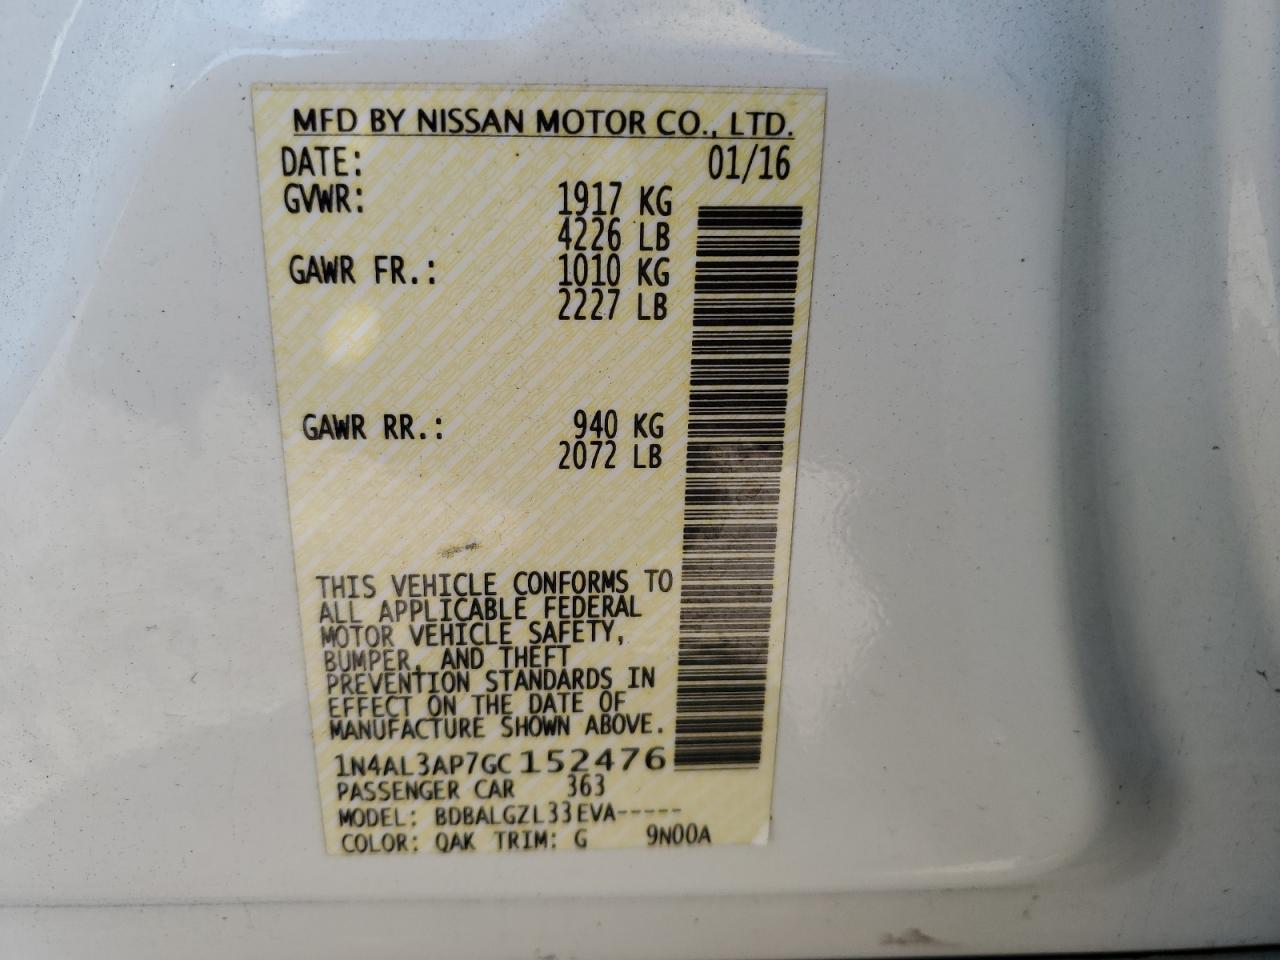 MFD BY NISSAN MOTOR CO., LTD.
DATE: 01/16
GVWR: 1917 KG
4226 LB
GAWR FR.: 1010 KG
2227 LB
GAWR RR.: 940 KG
2072 LB
THIS VEHICLE CONFORMS TO
ALL APPLICABLE FEDERAL
MOTOR VEHICLE SAFETY,
BUMPER, AND THEFT
PREVENTION STANDARDS IN
EFFECT ON THE DATE OF
MANUFACTURE SHOWN ABOVE.
1N4AL3AP7GC152476
PASSENGER CAR 363
MODEL: BDBALGZL33EVA-----
COLOR: QAK TRIM: G 9N00A